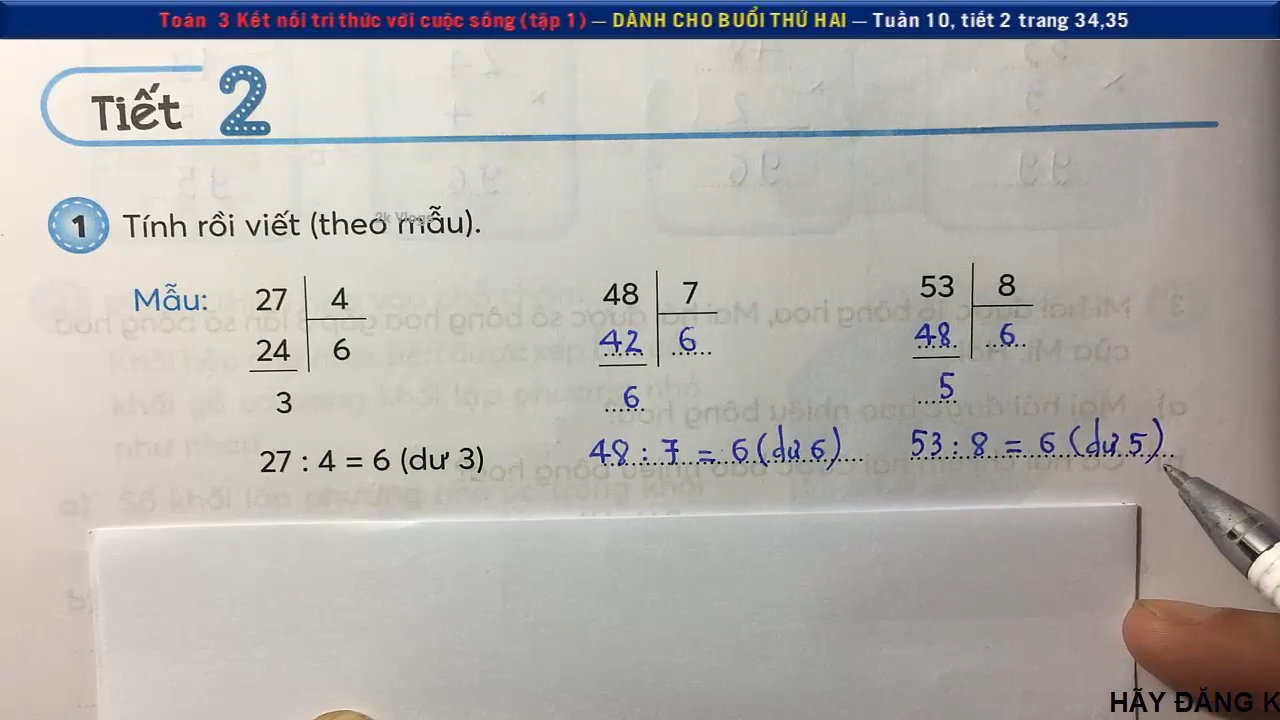 Toán 3 Kết nối tri thức với cuộc sống (tập 1) – DÀNH CHO BUỔI THỨ HAI – Tuần 10, tiết 2 trang 34,35
Tiết 2
1 Tính rồi viết (theo mẫu).
Mẫu: 27 4 48 7 53 8
24 6 42 6 48 6
3 6 5
27 : 4 = 6 (dư 3) 48 : 7 = 6 (dư 6) 53 : 8 = 6 (dư 5)
HÃY ĐĂNG K